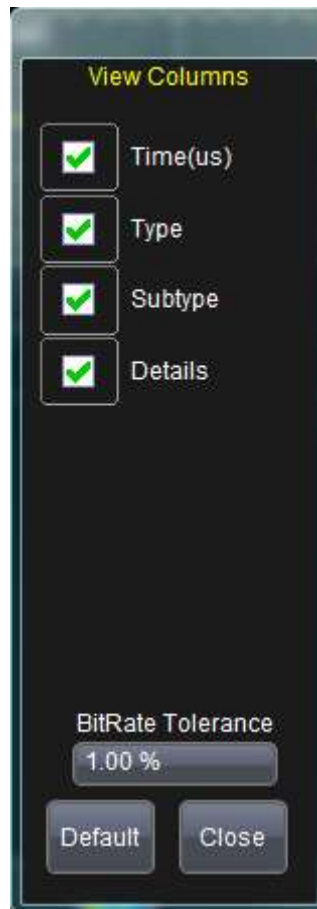 View Columns
Time(us)
Type
Subtype
Details
BitRate Tolerance
1.00 %
Default Close